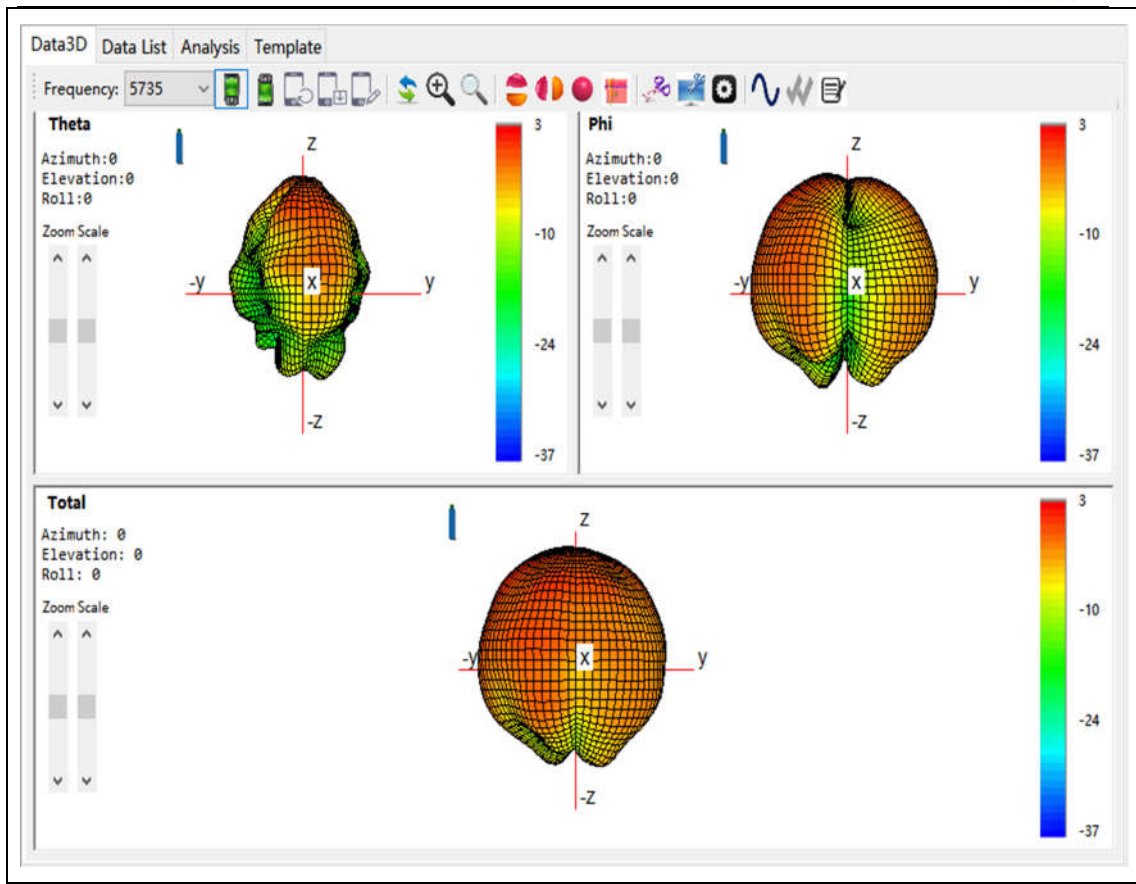 Data3D Data List Analysis Template
Frequency: 5735
Theta
Azimuth:0
Elevation:0
Roll:0
Zoom Scale
z
-y
x
y
-z
3
-10
-24
-37
Phi
Azimuth:0
Elevation:0
Roll:0
Zoom Scale
z
-y
x
y
-z
3
-10
-24
-37
Total
Azimuth: 0
Elevation: 0
Roll: 0
Zoom Scale
z
-y
x
y
-z
3
-10
-24
-37